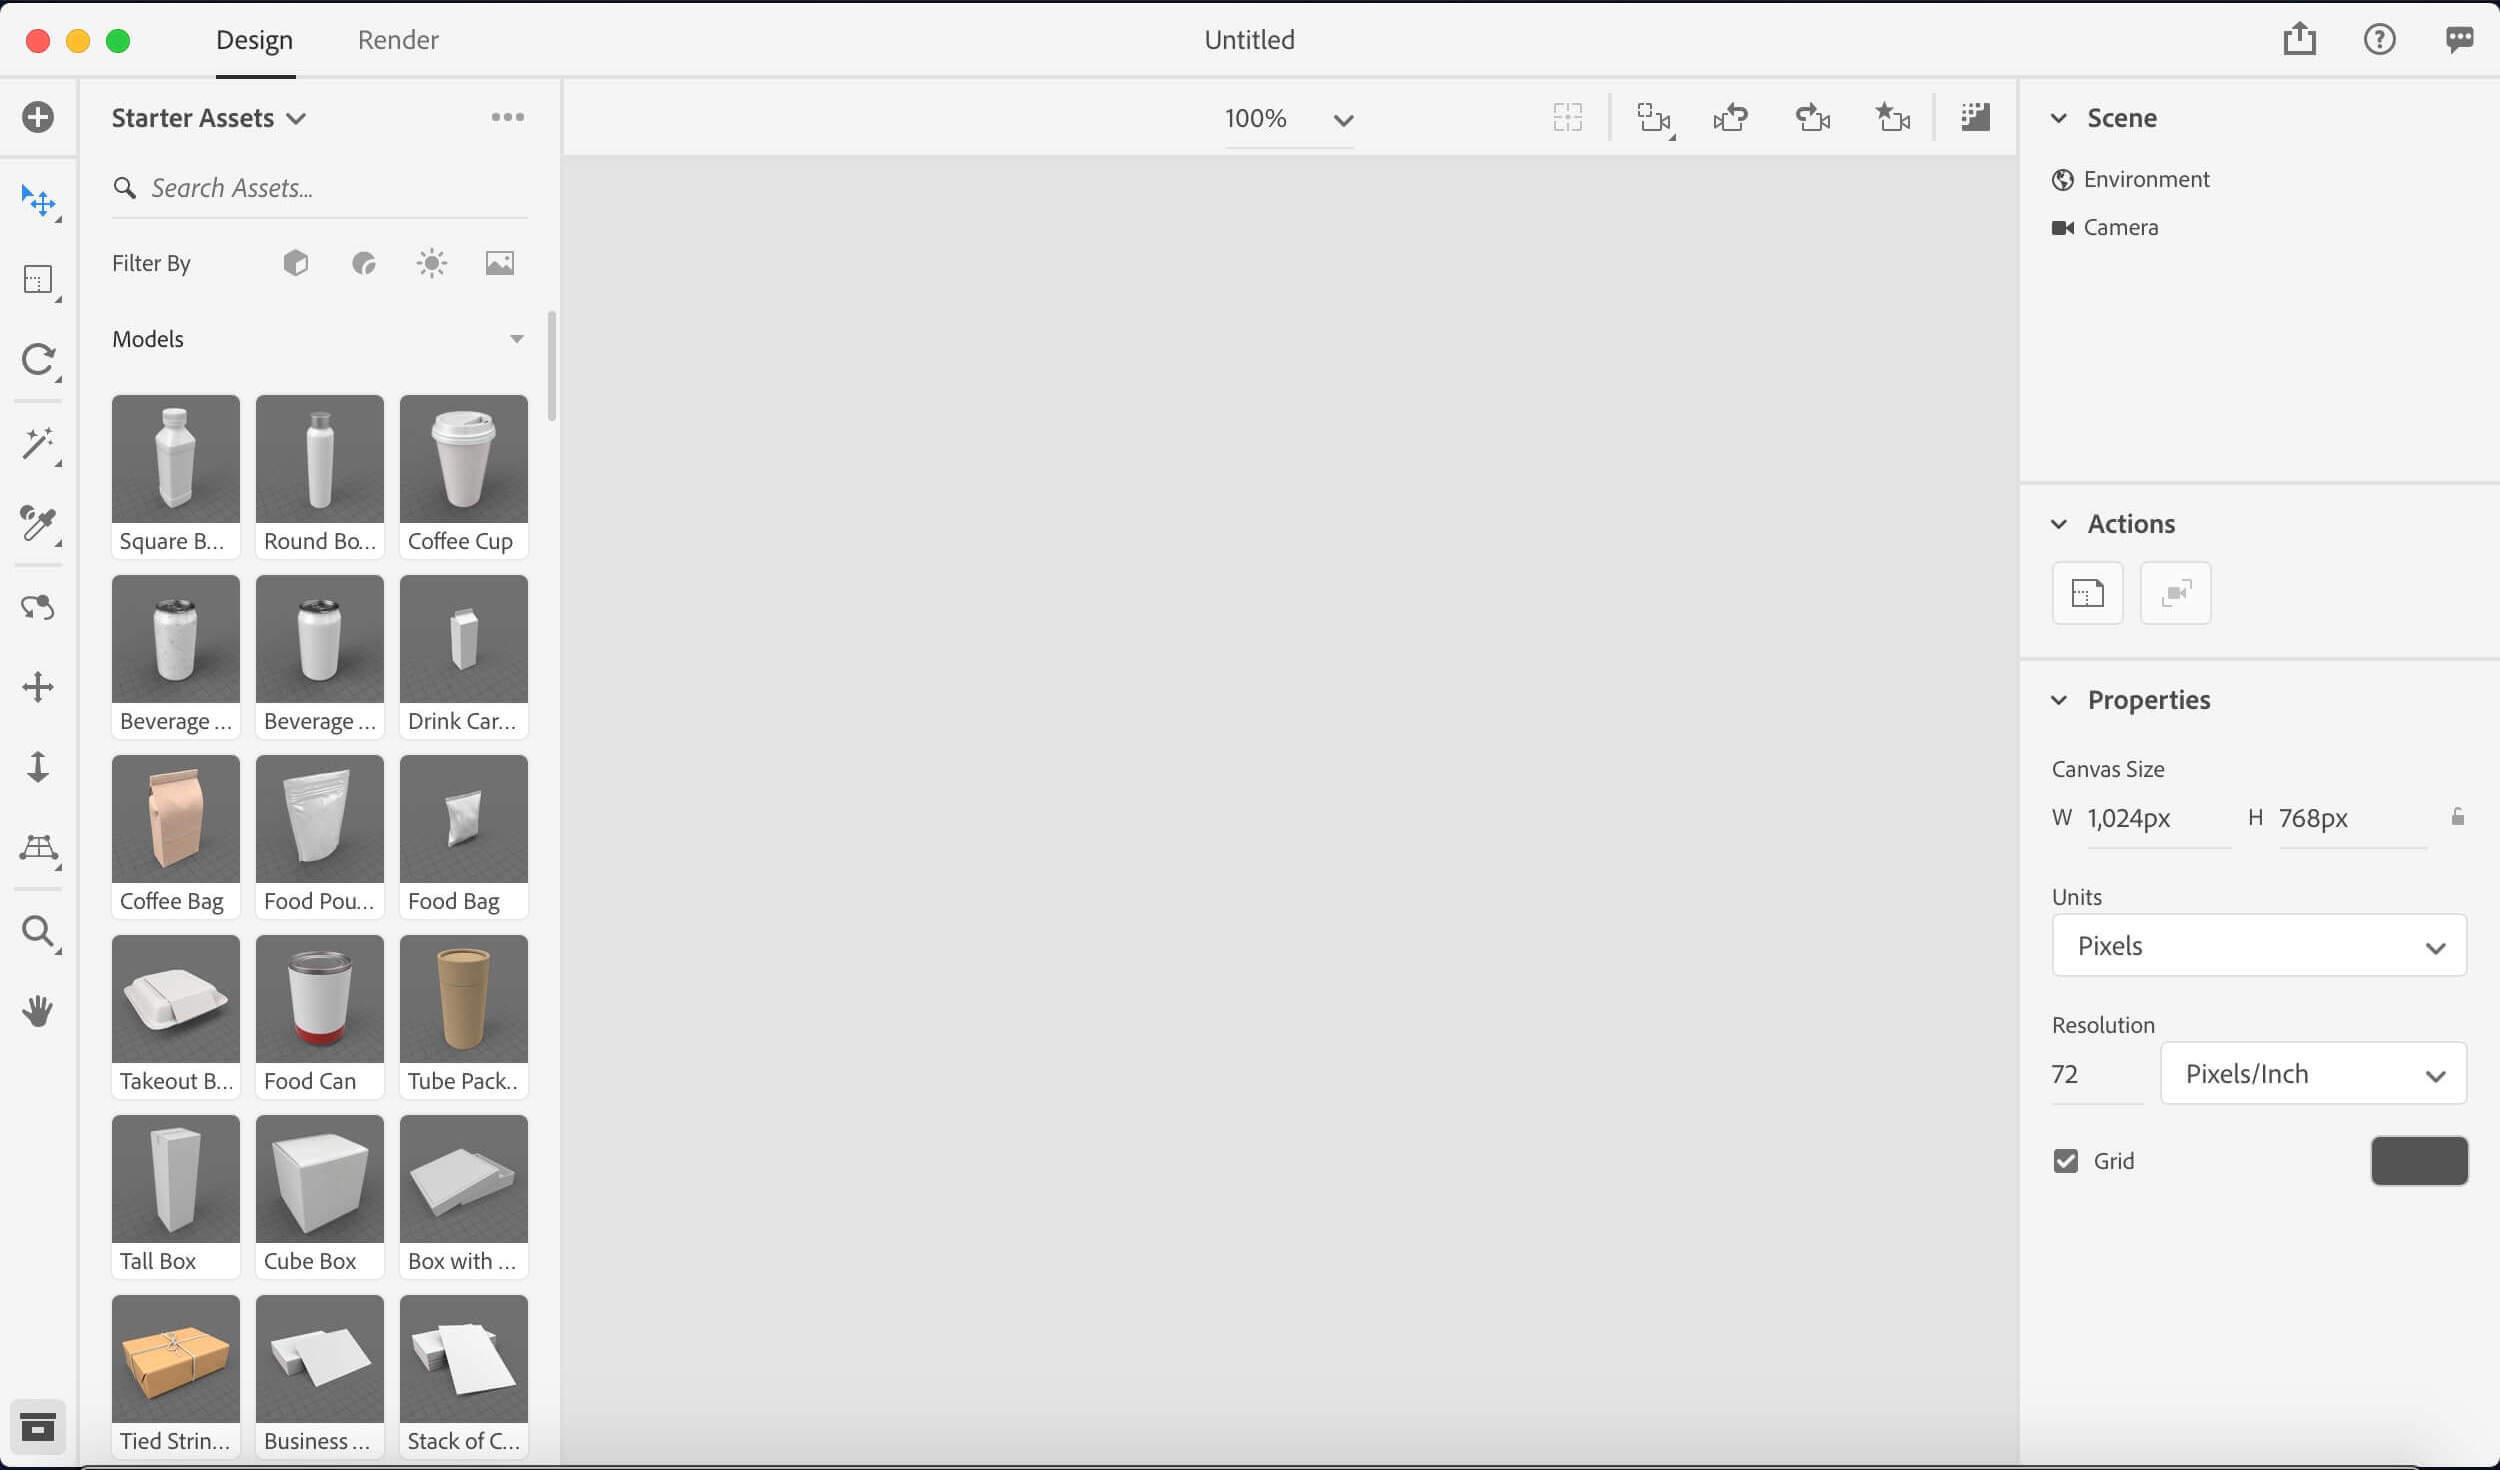 Design
Render
Untitled
Starter Assets
100%
Search Assets...
Filter By
Models
Square B...
Round Bo...
Coffee Cup
Beverage ...
Beverage ...
Drink Car...
Coffee Bag
Food Pou...
Food Bag
Takeout B...
Food Can
Tube Pack..
Tall Box
Cube Box
Box with ...
Tied Strin...
Business ...
Stack of C...
Scene
Environment
Camera
Actions
Properties
Canvas Size
W 1,024px H 768px
Units
Pixels
Resolution
72 Pixels/Inch
Grid